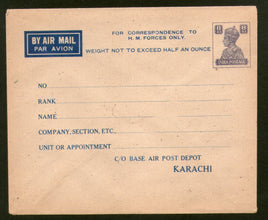 BY AIR MAIL
PAR AVION
FOR CORRESPONDENCE TO
H.M. FORCES ONLY.
WEIGHT NOT TO EXCEED HALF AN OUNCE
INDIA POSTAGE
NO
RANK
NAME
COMPANY, SECTION, ETC.,
UNIT OR APPOINTMENT
C/O BASE AIR POST DEPOT
KARACHI